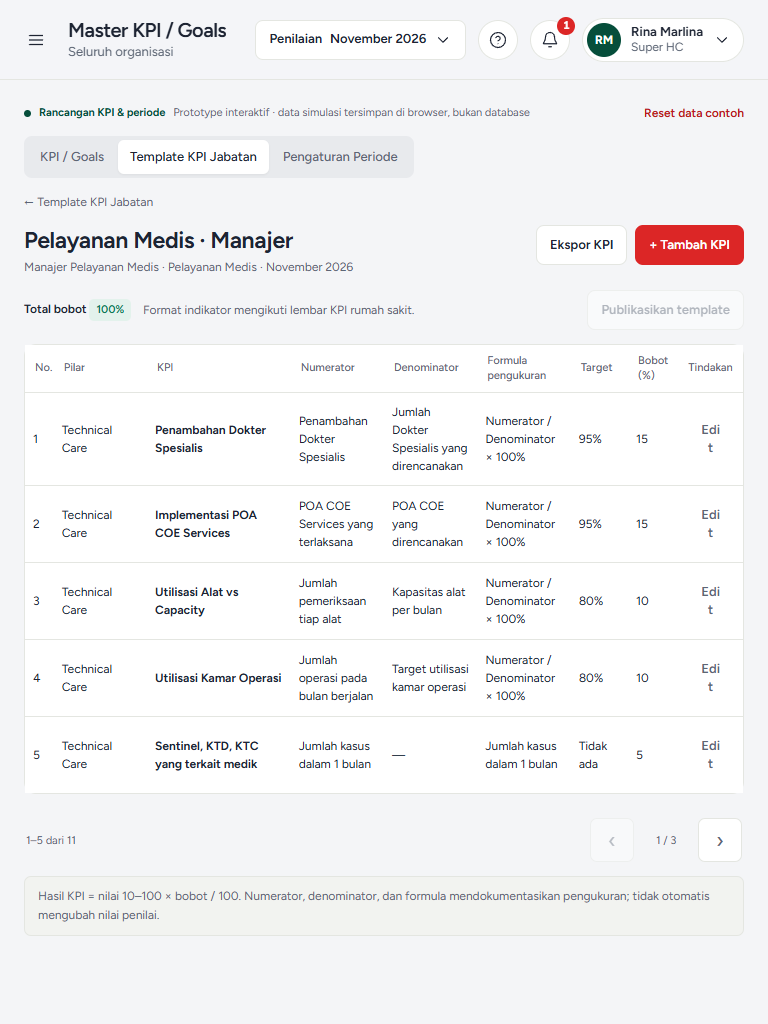 Master KPI / Goals
Seluruh organisasi
Penilaian November 2026
1
RM
Rina Marlina
Super HC
Rancangan KPI & periode Prototype interaktif · data simulasi tersimpan di browser, bukan database
Reset data contoh
KPI / Goals
Template KPI Jabatan
Pengaturan Periode
← Template KPI Jabatan
Pelayanan Medis · Manajer
Manajer Pelayanan Medis · Pelayanan Medis · November 2026
Ekspor KPI
+ Tambah KPI
Total bobot 100% Format indikator mengikuti lembar KPI rumah sakit.
Publikasikan template
No.
Pilar
KPI
Numerator
Denominator
Formula
pengukuran
Target
Bobot
(%)
Tindakan
1
Technical
Care
Penambahan Dokter
Spesialis
Penambahan
Dokter
Spesialis
Jumlah
Dokter
Spesialis yang
direncanakan
Numerator /
Denominator
× 100%
95%
15
Edi
t
2
Technical
Care
Implementasi POA
COE Services
POA COE
Services yang
terlaksana
POA COE
yang
direncanakan
Numerator /
Denominator
× 100%
95%
15
Edi
t
3
Technical
Care
Utilisasi Alat vs
Capacity
Jumlah
pemeriksaan
tiap alat
Kapasitas alat
per bulan
Numerator /
Denominator
× 100%
80%
10
Edi
t
4
Technical
Care
Utilisasi Kamar Operasi
Jumlah
operasi pada
bulan berjalan
Target utilisasi
kamar operasi
Numerator /
Denominator
× 100%
80%
10
Edi
t
5
Technical
Care
Sentinel, KTD, KTC
yang terkait medik
Jumlah kasus
dalam 1 bulan
—
Jumlah kasus
dalam 1 bulan
Tidak
ada
5
Edi
t
1–5 dari 11
‹
1 / 3
›
Hasil KPI = nilai 10–100 × bobot / 100. Numerator, denominator, dan formula mendokumentasikan pengukuran; tidak otomatis
mengubah nilai penilai.